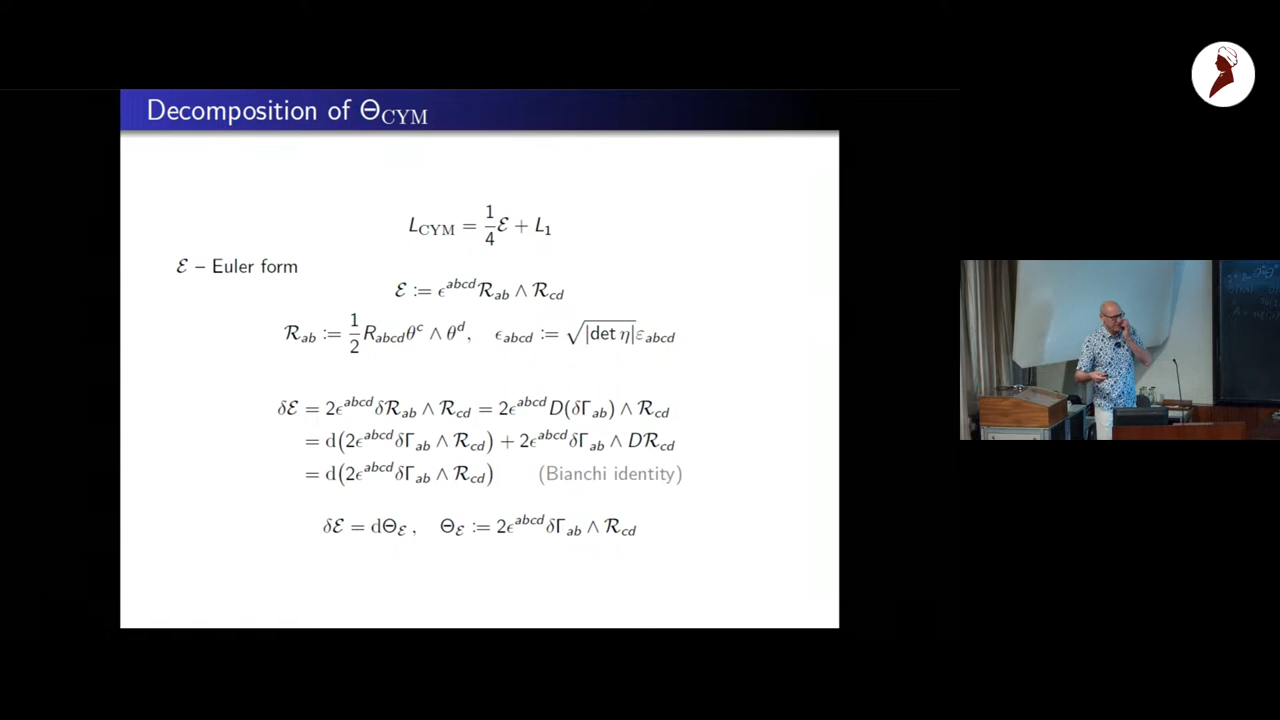 Decomposition of Θ_CYM
L_CYM = 1/4 ℰ + L₁
ℰ – Euler form
ℰ := ϵ^{abcd} ℛ_{ab} ∧ ℛ_{cd}
ℛ_{ab} := 1/2 R_{abcd} θ^c ∧ θ^d, ϵ_{abcd} := √|det η| ε_{abcd}
δℰ = 2ϵ^{abcd} δℛ_{ab} ∧ ℛ_{cd} = 2ϵ^{abcd} D(δΓ_{ab}) ∧ ℛ_{cd}
= d(2ϵ^{abcd} δΓ_{ab} ∧ ℛ_{cd}) + 2ϵ^{abcd} δΓ_{ab} ∧ Dℛ_{cd}
= d(2ϵ^{abcd} δΓ_{ab} ∧ ℛ_{cd}) (Bianchi identity)
δℰ = dΘ_ℰ , Θ_ℰ := 2ϵ^{abcd} δΓ_{ab} ∧ ℛ_{cd}